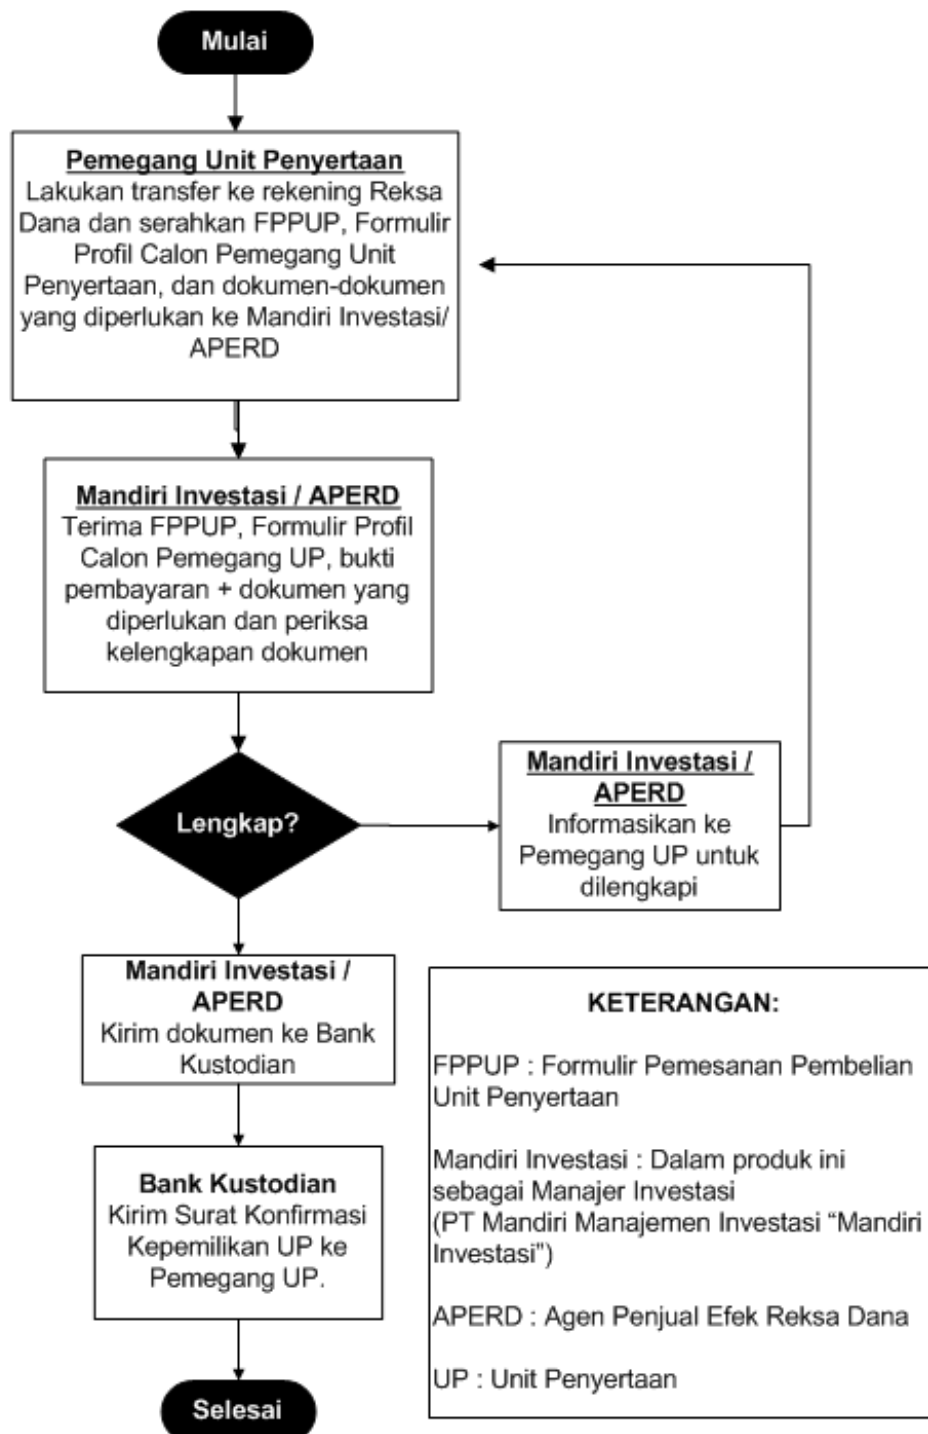 Mulai
Pemegang Unit Penyertaan
Lakukan transfer ke rekening Reksa
Dana dan serahkan FPPUP, Formulir
Profil Calon Pemegang Unit
Penyertaan, dan dokumen-dokumen
yang diperlukan ke Mandiri Investasi/
APERD
Mandiri Investasi / APERD
Terima FPPUP, Formulir Profil
Calon Pemegang UP, bukti
pembayaran + dokumen yang
diperlukan dan periksa
kelengkapan dokumen
Lengkap?
Mandiri Investasi /
APERD
Informasikan ke
Pemegang UP untuk
dilengkapi
Mandiri Investasi /
APERD
Kirim dokumen ke Bank
Kustodian
Bank Kustodian
Kirim Surat Konfirmasi
Kepemilikan UP ke
Pemegang UP.
Selesai
KETERANGAN:
FPPUP : Formulir Pemesanan Pembelian
Unit Penyertaan
Mandiri Investasi : Dalam produk ini
sebagai Manajer Investasi
(PT Mandiri Manajemen Investasi “Mandiri
Investasi”)
APERD : Agen Penjual Efek Reksa Dana
UP : Unit Penyertaan